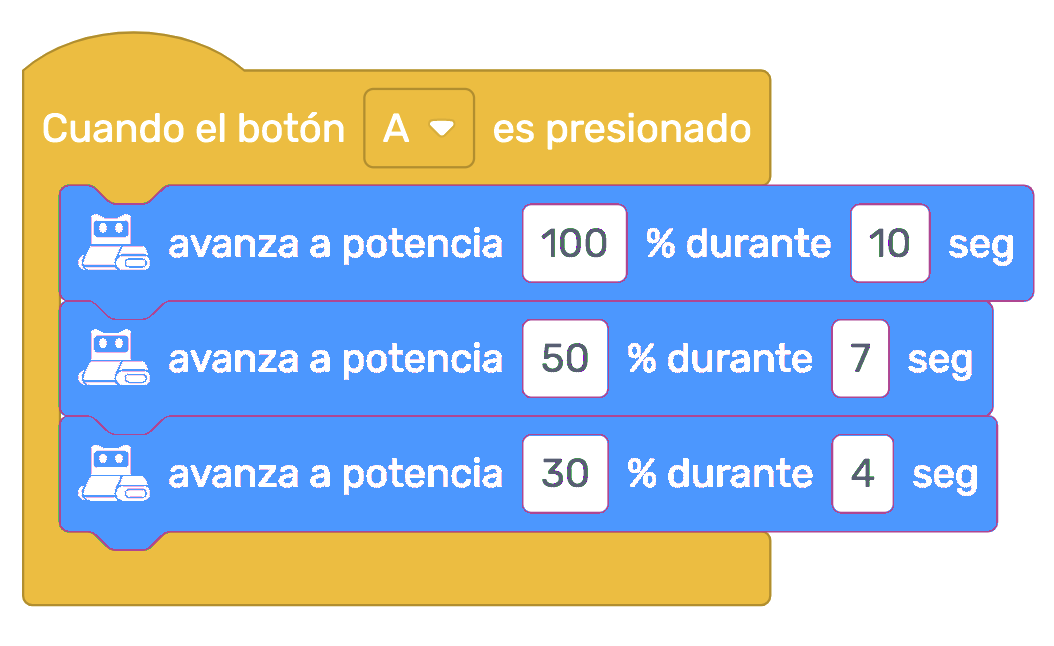 Cuando el botón A es presionado
avanza a potencia 100 % durante 10 seg
avanza a potencia 50 % durante 7 seg
avanza a potencia 30 % durante 4 seg